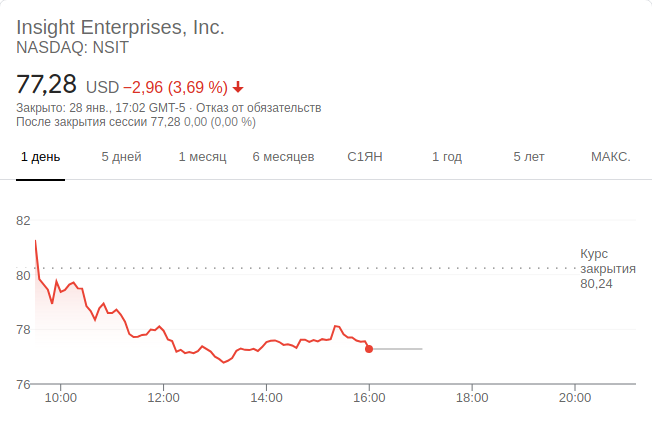 Insight Enterprises, Inc.
NASDAQ: NSIT
77,28 USD −2,96 (3,69 %)
Закрыто: 28 янв., 17:02 GMT-5 · Отказ от обязательств
После закрытия сессии 77,28 0,00 (0,00 %)
1 день 5 дней 1 месяц 6 месяцев С1ЯН 1 год 5 лет МАКС.
82
Курс
80 закрытия
80,24
78
76
10:00 12:00 14:00 16:00 18:00 20:00